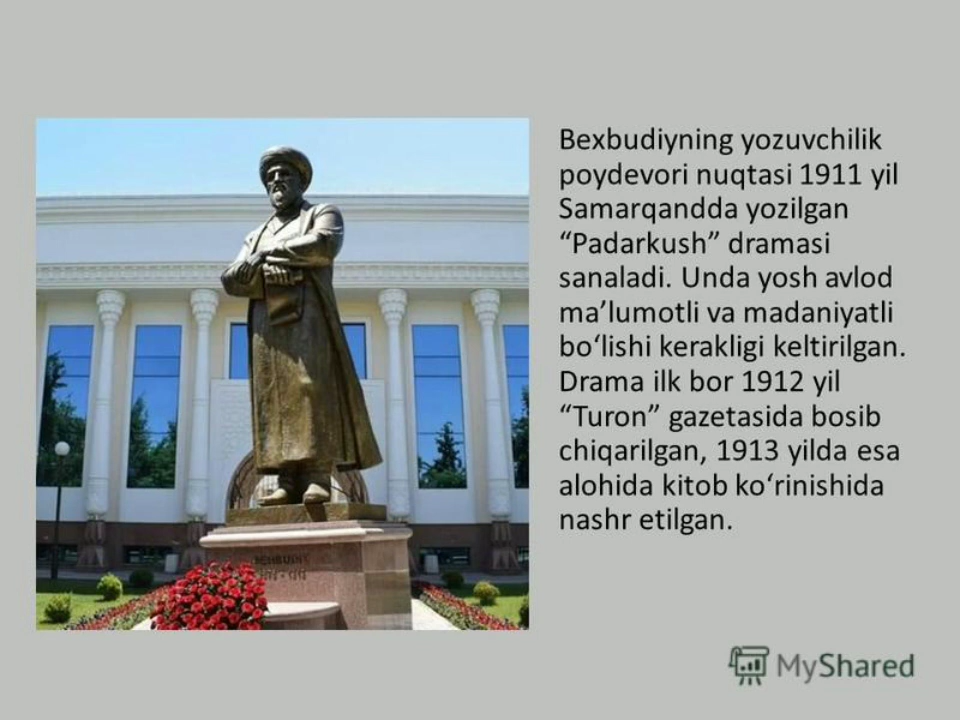 Bexbudiyning yozuvchilik
poydevori nuqtasi 1911 yil
Samarqandda yozilgan
“Padarkush” dramasi
sanaladi. Unda yosh avlod
ma’lumotli va madaniyatli
bo‘lishi kerakligi keltirilgan.
Drama ilk bor 1912 yil
“Turon” gazetasida bosib
chiqarilgan, 1913 yilda esa
alohida kitob ko‘rinishida
nashr etilgan.
BEHBUDIY
MyShared